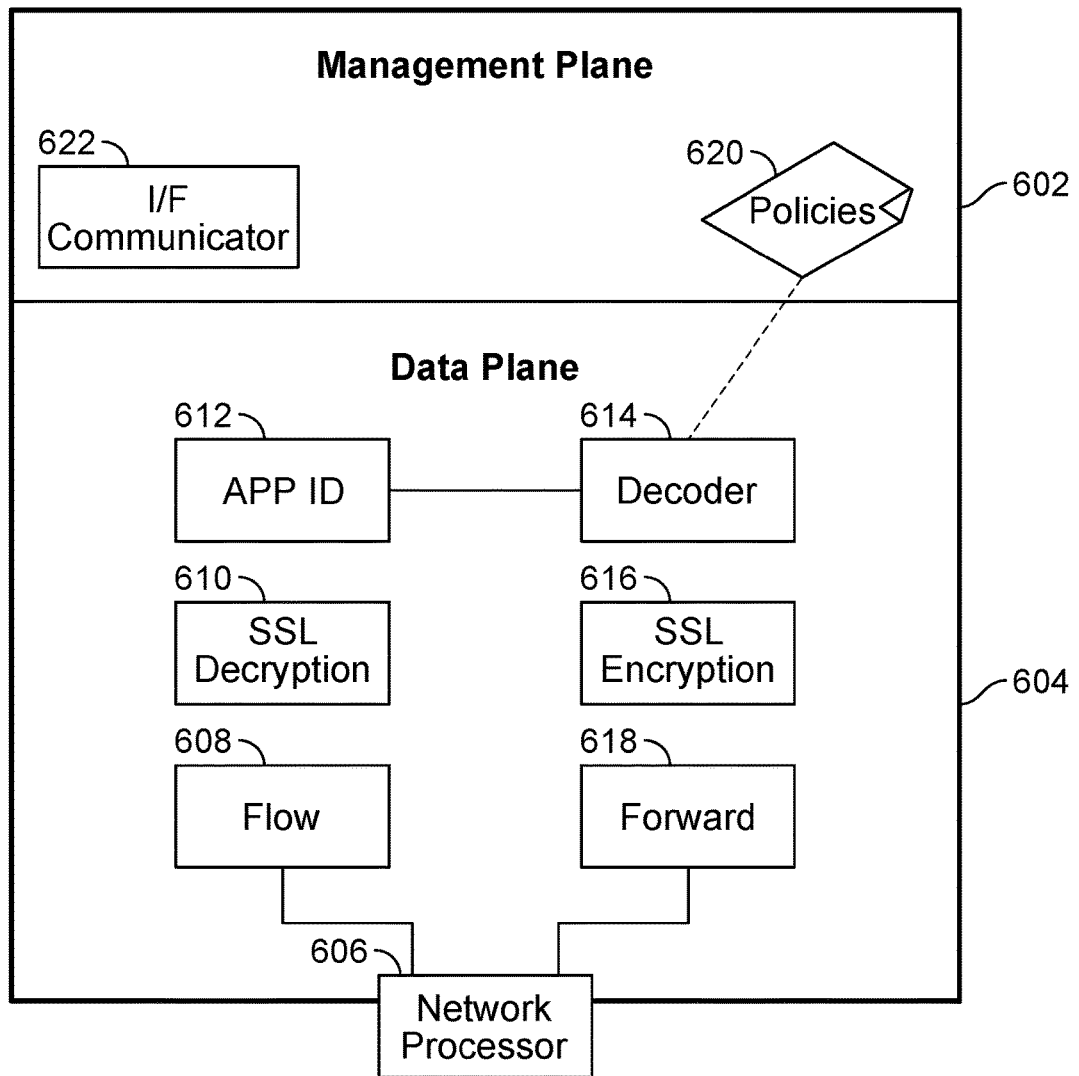 Management Plane
622
I/F
Communicator
620
Policies
602
Data Plane
612
APP ID
614
Decoder
610
SSL
Decryption
616
SSL
Encryption
604
608
Flow
618
Forward
606
Network
Processor